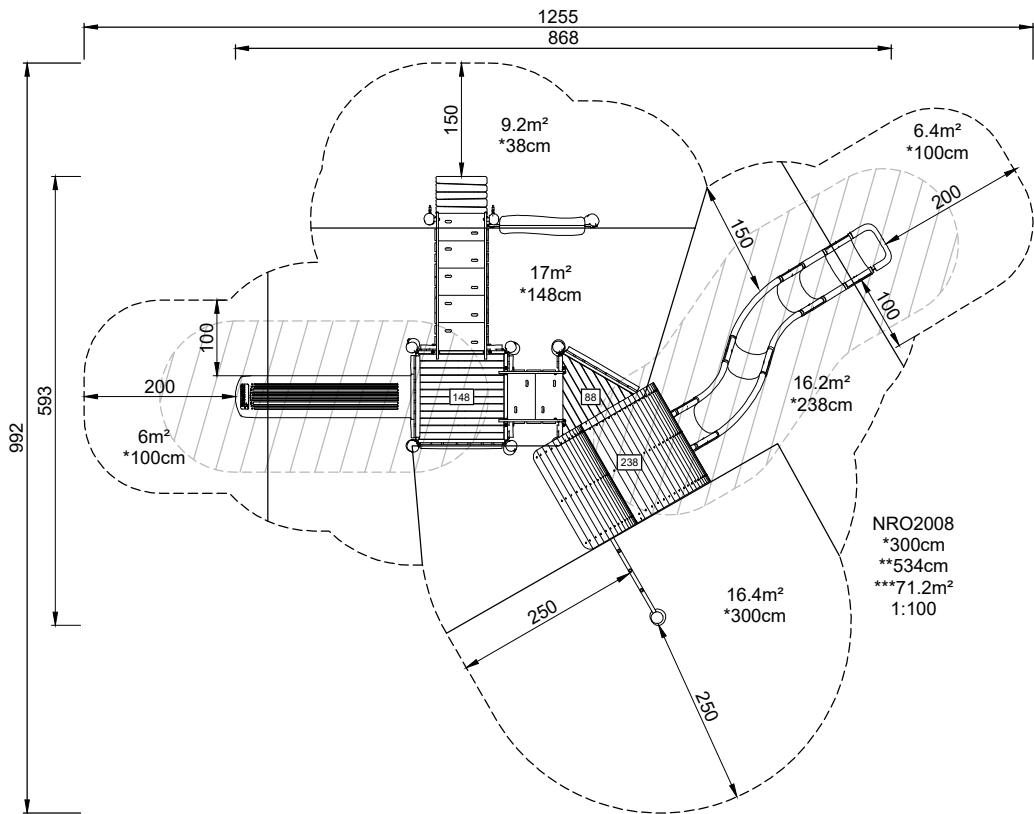 1255
868
150
9.2m²
*38cm
6.4m²
*100cm
200
150
17m²
*148cm
100
100
593
992
200
148
88
16.2m²
*238cm
6m²
*100cm
238
NRO2008
*300cm
**534cm
***71.2m²
1:100
16.4m²
*300cm
250
250